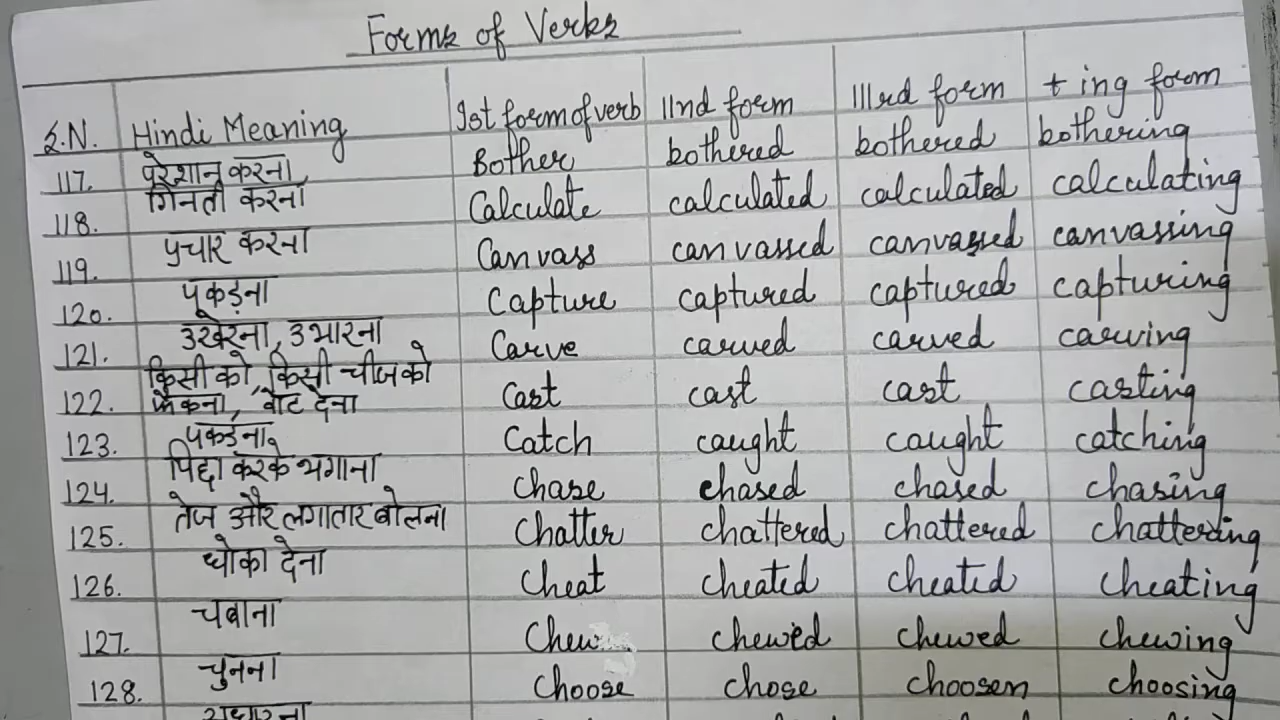 Forms of Verbs
S.N. Hindi Meaning Ist form of verb IInd form IIIrd form + ing form
117. परेशान करना, Bother bothered bothered bothering
118. गिनती करना Calculate calculated calculated calculating
119. प्रचार करना Canvass canvassed canvassed canvassing
120. पकड़ना Capture captured captured capturing
121. उकेरना, उभारना Carve carved carved carving
122. किसी को, किसी चीज को फेंकना, वोट देना Cast cast cast casting
123. पकड़ना Catch caught caught catching
124. पिछा करके भगाना Chase chased chased chasing
125. तेज और लगातार बोलना Chatter chattered chattered chattering
126. धोका देना Cheat cheated cheated cheating
127. चबाना Chew chewed chewed chewing
128. चुनना Choose chose choosen choosing